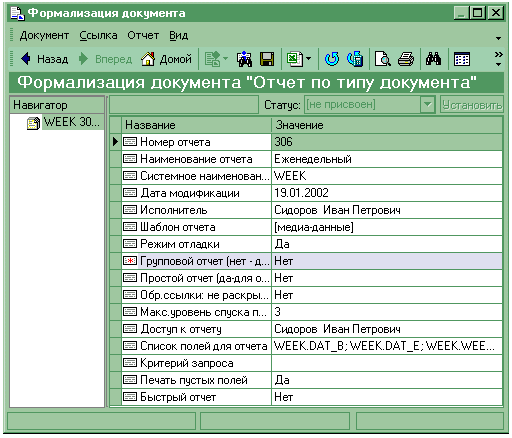 Формализация документа
Документ Ссылка Отчет Вид
Назад Вперед Домой
Формализация документа "Отчет по типу документа"
Навигатор
Статус: [не присвоен] Установить
WEEK 30...
Название Значение
Номер отчета 306
Наименование отчета Еженедельный
Системное наименован... WEEK
Дата модификации 19.01.2002
Исполнитель Сидоров Иван Петрович
Шаблон отчета [медиа-данные]
Режим отладки Да
Групповой отчет (нет - д... Нет
Простой отчет (да-для о... Нет
Обр.ссылки: не раскры... Нет
Макс.уровень спуска п... 3
Доступ к отчету Сидоров Иван Петрович
Список полей для отчета WEEK.DAT_B; WEEK.DAT_E; WEEK.WEE...
Критерий запроса
Печать пустых полей Да
Быстрый отчет Нет